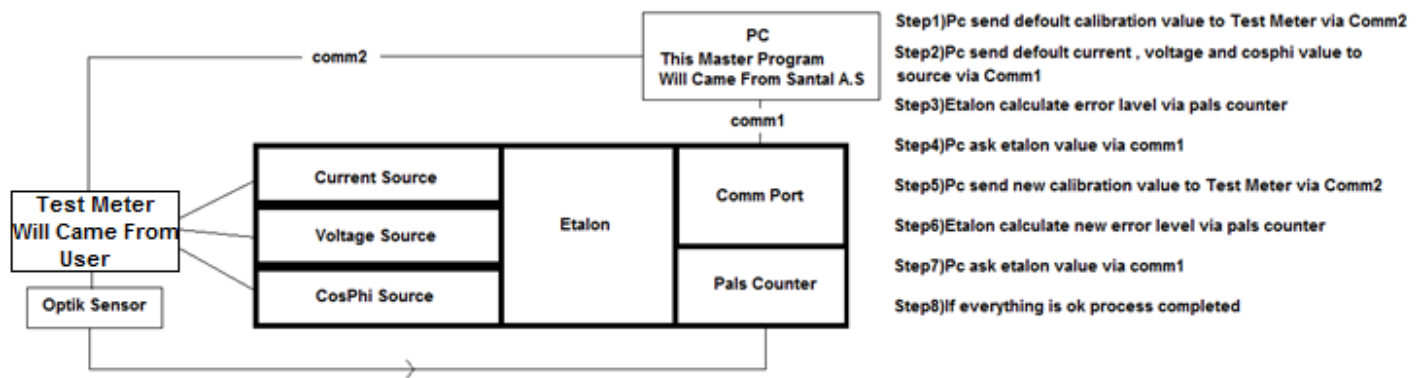 PC
This Master Program
Will Came From Santal A.S
comm2
comm1
Test Meter
Will Came From
User
Optik Sensor
Current Source
Voltage Source
CosPhi Source
Etalon
Comm Port
Pals Counter
Step1)Pc send defoult calibration value to Test Meter via Comm2
Step2)Pc send defoult current , voltage and cosphi value to
source via Comm1
Step3)Etalon calculate error lavel via pals counter
Step4)Pc ask etalon value via comm1
Step5)Pc send new calibration value to Test Meter via Comm2
Step6)Etalon calculate new error level via pals counter
Step7)Pc ask etalon value via comm1
Step8)If everything is ok process completed